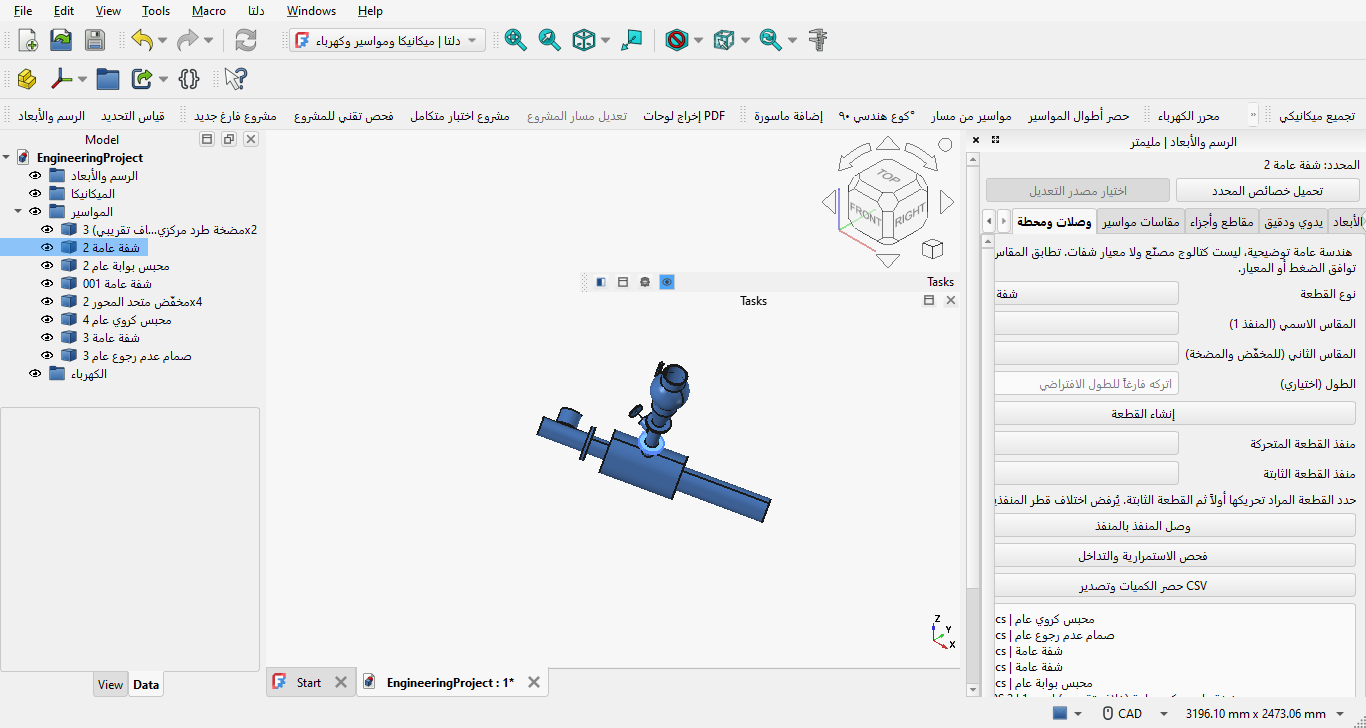 File Edit View Tools Macro دلتا Windows Help
دلتا | ميكانيكا ومواسير وكهرباء
الرسم والأبعاد قياس التحديد مشروع فارغ جديد فحص تقني للمشروع مشروع اختبار متكامل تعديل مسار المشروع PDF إخراج لوحات إضافة ماسورة كوع هندسي ٩٠° مواسير من مسار حصر أطوال المواسير محرر الكهرباء » تجميع ميكانيكي
Model
EngineeringProject
الرسم والأبعاد
الميكانيكا
المواسير
مضخة طرد مركزي...اف تقريبي) 3x2
شفة عامة 2
محبس بوابة عام 2
شفة عامة 001
مخفّض متحد المحور 2x4
محبس كروي عام 4
شفة عامة 3
صمام عدم رجوع عام 3
الكهرباء
View Data
TOP
FRONT RIGHT
Tasks
Tasks
Z
Y
X
Start
EngineeringProject : 1*
الرسم والأبعاد | مليمتر
المحدد: شفة عامة 2
تحميل خصائص المحدد
اختيار مصدر التعديل
الأبعاد يدوي ودقيق مقاطع وأجزاء مقاسات مواسير وصلات ومحطة
هندسة عامة توضيحية، ليست كتالوج مصنّع ولا معيار شفات. تطابق المقاس
توافق الضغط أو المعيار.
نوع القطعة
شفة
المقاس الاسمي (المنفذ 1)
المقاس الثاني (للمخفّض والمضخة)
الطول (اختياري)
اتركه فارغاً للطول الافتراضي
إنشاء القطعة
منفذ القطعة المتحركة
منفذ القطعة الثابتة
حدد القطعة المراد تحريكها أولاً ثم القطعة الثابتة. يُرفض اختلاف قطر المنفذ
وصل المنفذ بالمنفذ
فحص الاستمرارية والتداخل
CSV حصر الكميات وتصدير
محبس كروي عام | cs
صمام عدم رجوع عام | cs
شفة عامة | cs
شفة عامة | cs
محبس بوابة عام | cs
CAD
3196.10 mm x 2473.06 mm